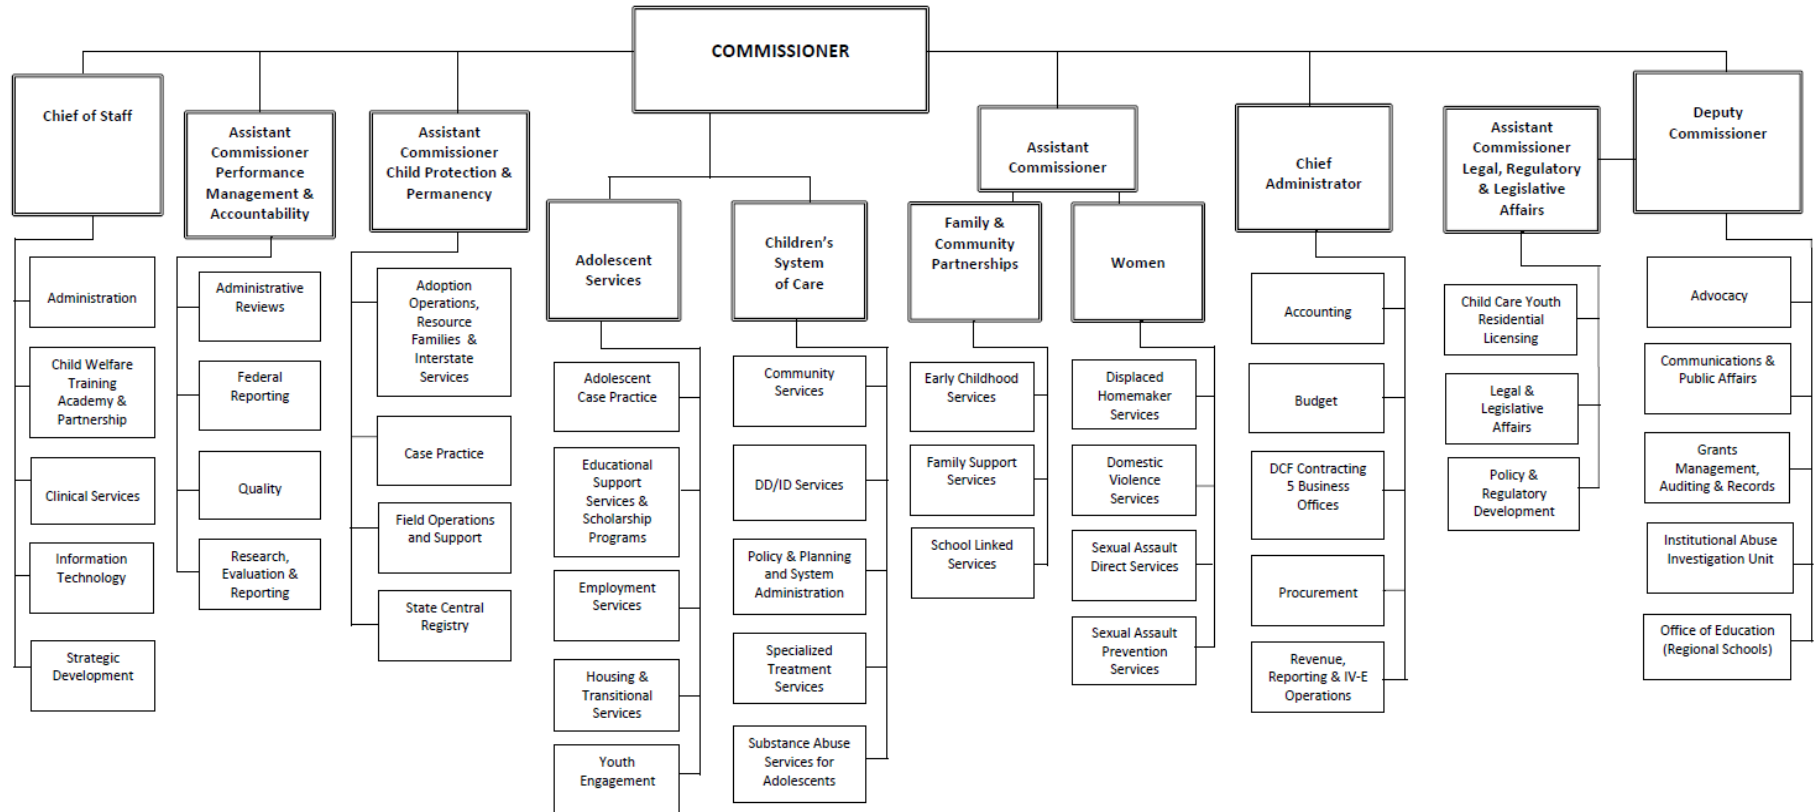 COMMISSIONER
Chief of Staff
Administration
Child Welfare
Training
Academy &
Partnership
Clinical Services
Information
Technology
Strategic
Development
Assistant
Commissioner
Performance
Management &
Accountability
Administrative
Reviews
Federal
Reporting
Quality
Research,
Evaluation &
Reporting
Assistant
Commissioner
Child Protection &
Permanency
Adoption
Operations,
Resource
Families &
Interstate
Services
Case Practice
Field Operations
and Support
State Central
Registry
Adolescent
Services
Adolescent
Case Practice
Educational
Support
Services &
Scholarship
Programs
Employment
Services
Housing &
Transitional
Services
Youth
Engagement
Children's
System
of Care
Community
Services
DD/ID Services
Policy & Planning
and System
Administration
Specialized
Treatment
Services
Substance Abuse
Services for
Adolescents
Assistant
Commissioner
Family &
Community
Partnerships
Early Childhood
Services
Family Support
Services
School Linked
Services
Women
Displaced
Homemaker
Services
Domestic
Violence
Services
Sexual Assault
Direct Services
Sexual Assault
Prevention
Services
Chief
Administrator
Accounting
Budget
DCF Contracting
5 Business
Offices
Procurement
Revenue,
Reporting & IV-E
Operations
Assistant
Commissioner
Legal, Regulatory
& Legislative
Affairs
Child Care Youth
Residential
Licensing
Legal &
Legislative
Affairs
Policy &
Regulatory
Development
Deputy
Commissioner
Advocacy
Communications &
Public Affairs
Grants
Management,
Auditing & Records
Institutional Abuse
Investigation Unit
Office of Education
(Regional Schools)